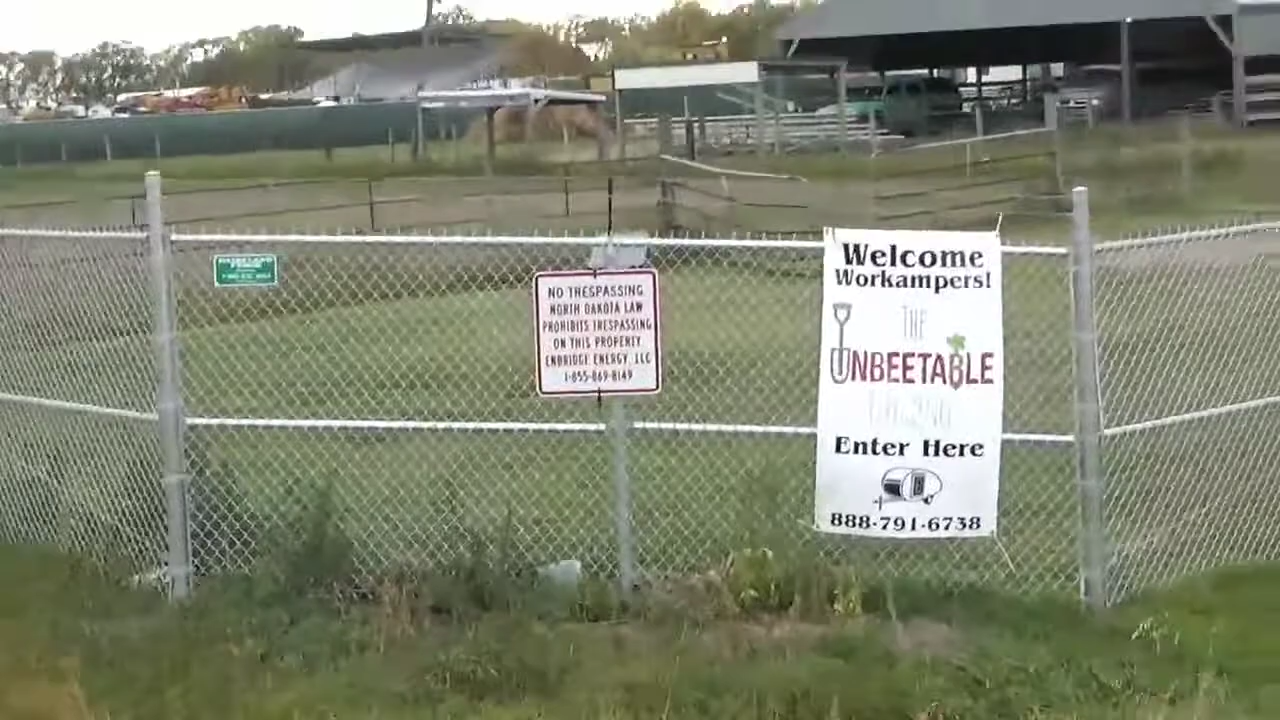 NO TRESPASSING
NORTH DAKOTA LAW
PROHIBITS TRESPASSING
ON THIS PROPERTY
ENBRIDGE ENERGY, LLC
1-855-869-8149
Welcome
Workampers!
THE
UNBEETABLE
Enter Here
888-791-6738